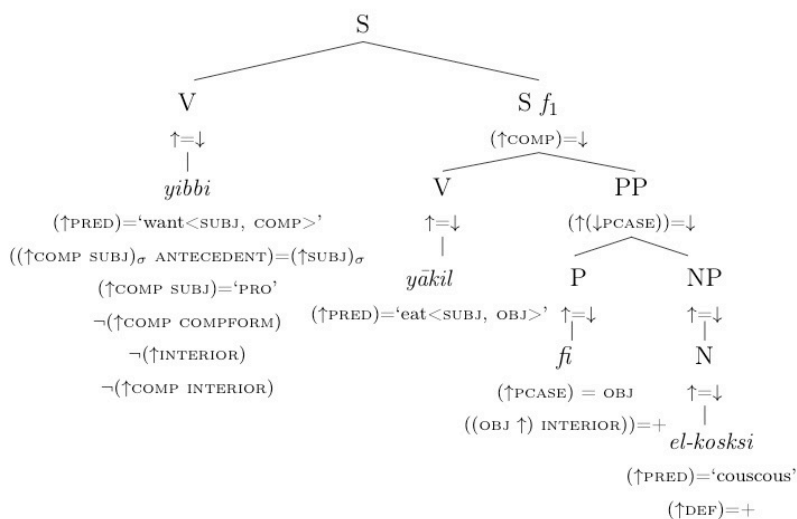 S
V S f₁
↑=↓ (↑COMP)=↓
yibbi V PP
(↑PRED)=‘want<SUBJ, COMP>’ ↑=↓ (↑(↓PCASE))=↓
((↑COMP SUBJ)σ ANTECEDENT)=(↑SUBJ)σ yākil P NP
(↑COMP SUBJ)=‘PRO’ (↑PRED)=‘eat<SUBJ, OBJ>’ ↑=↓ ↑=↓
¬(↑COMP COMPFORM) fi N
¬(↑INTERIOR) (↑PCASE) = OBJ ↑=↓
¬(↑COMP INTERIOR) ((OBJ ↑) INTERIOR))=+
el-kosksi
(↑PRED)=‘couscous’
(↑DEF)=+